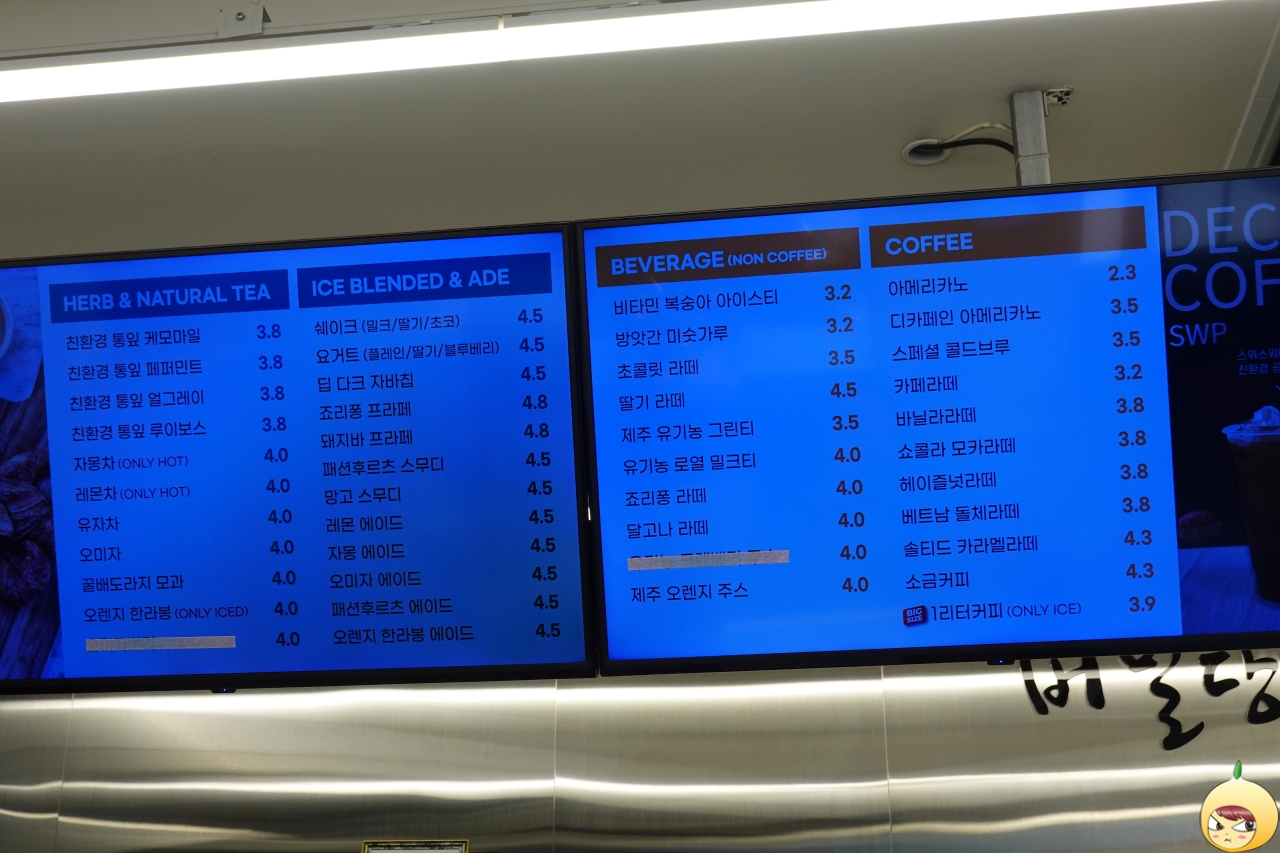 HERB & NATURAL TEA
친환경 통잎 케모마일 3.8
친환경 통잎 페퍼민트 3.8
친환경 통잎 얼그레이 3.8
친환경 통잎 루이보스 3.8
자몽차 (ONLY HOT) 4.0
레몬차 (ONLY HOT) 4.0
유자차 4.0
오미자 4.0
꿀배도라지 모과 4.0
오렌지 한라봉 (ONLY ICED) 4.0
4.0
ICE BLENDED & ADE
쉐이크 (밀크/딸기/초코) 4.5
요거트 (플레인/딸기/블루베리) 4.5
딥 다크 자바칩 4.5
죠리퐁 프라페 4.8
돼지바 프라페 4.8
패션후르츠 스무디 4.5
망고 스무디 4.5
레몬 에이드 4.5
자몽 에이드 4.5
오미자 에이드 4.5
패션후르츠 에이드 4.5
오렌지 한라봉 에이드 4.5
BEVERAGE (NON COFFEE)
비타민 복숭아 아이스티 3.2
방앗간 미숫가루 3.2
초콜릿 라떼 3.5
딸기 라떼 4.5
제주 유기농 그린티 3.5
유기농 로열 밀크티 4.0
죠리퐁 라떼 4.0
달고나 라떼 4.0
4.0
제주 오렌지 주스 4.0
COFFEE
아메리카노 2.3
디카페인 아메리카노 3.5
스페셜 콜드브루 3.5
카페라떼 3.2
바닐라라떼 3.8
쇼콜라 모카라떼 3.8
헤이즐넛라떼 3.8
베트남 돌체라떼 3.8
솔티드 카라멜라떼 4.3
소금커피 4.3
BIG SIZE 1리터커피 (ONLY ICE) 3.9
DEC
COF
SWP
친환경